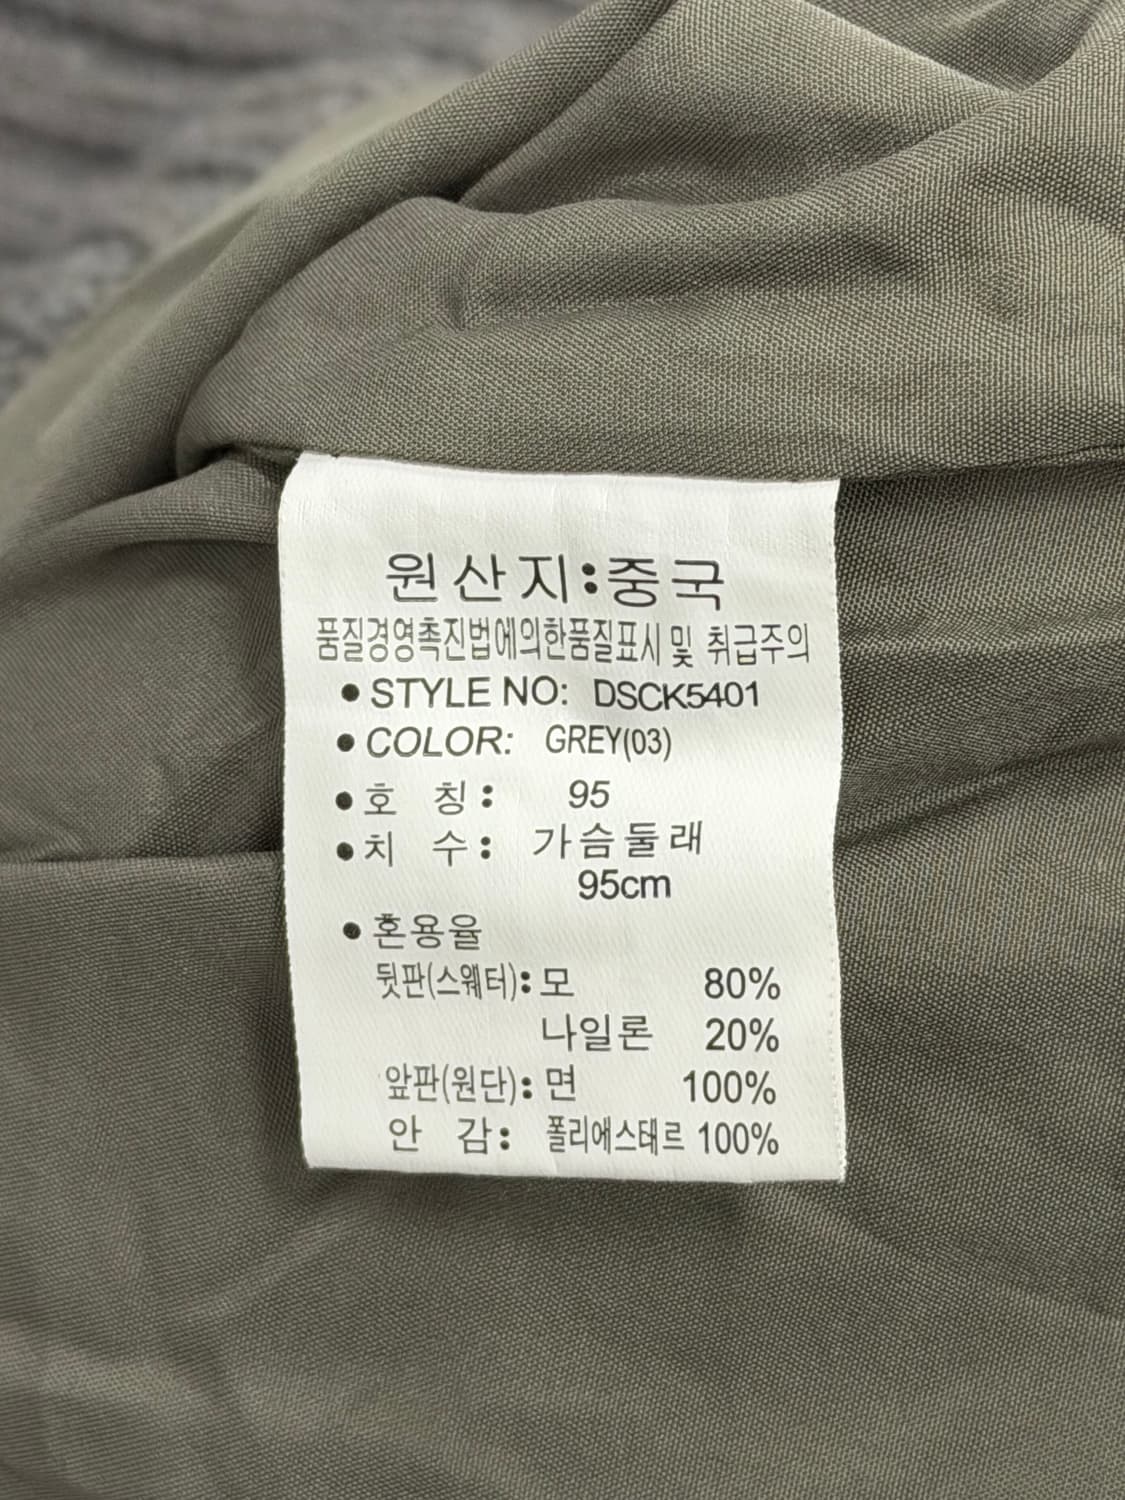 원산지:중국
품질경영촉진법에의한품질표시 및 취급주의
• STYLE NO: DSCK5401
• COLOR: GREY(03)
• 호 칭: 95
• 치 수: 가슴둘래
95cm
• 혼용율
뒷판(스웨터): 모 80%
나일론 20%
앞판(원단): 면 100%
안 감: 폴리에스태르 100%